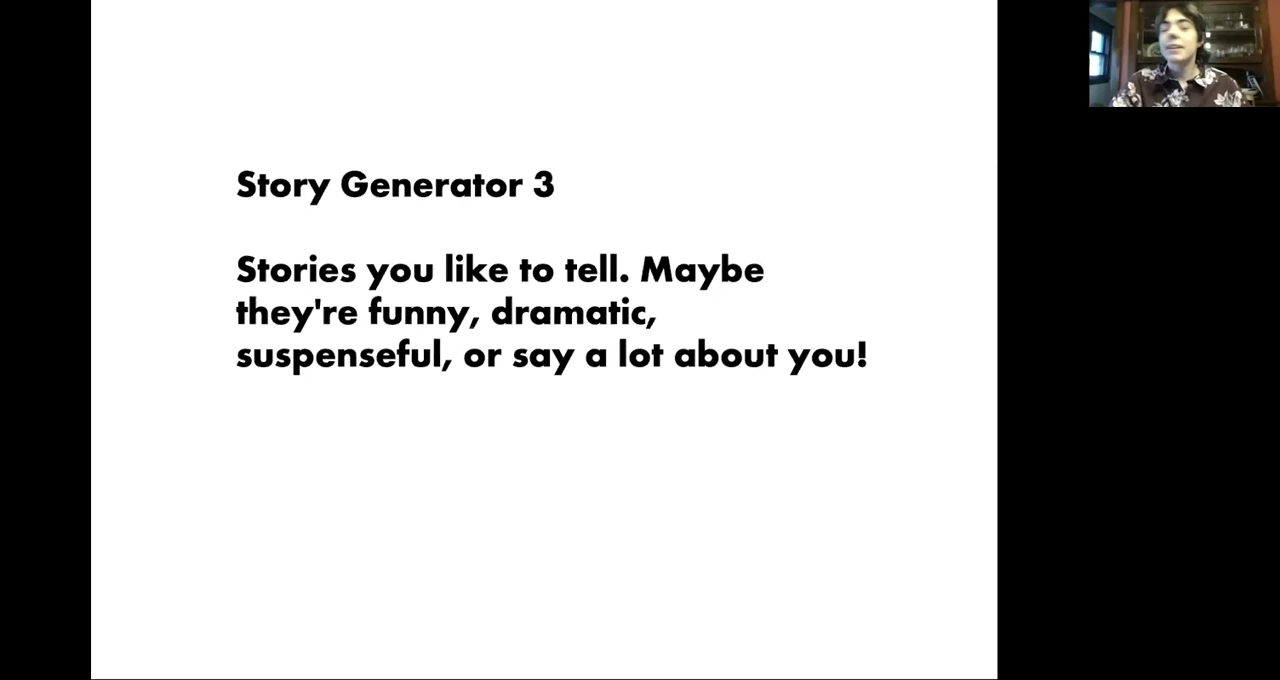 Story Generator 3
Stories you like to tell. Maybe
they're funny, dramatic,
suspenseful, or say a lot about you!